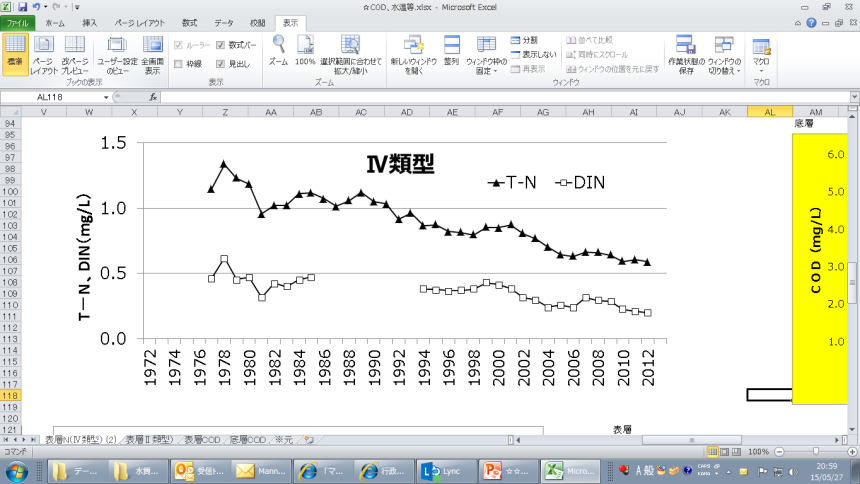 ☆COD、水温等.xlsx - Microsoft Excel
ファイル ホーム 挿入 ページ レイアウト 数式 データ 校閲 表示
標準 ページ レイアウト 改ページ プレビュー ユーザー設定 のビュー 全画面 表示
ブックの表示
ルーラー 数式バー
枠線 見出し
表示
ズーム 100% 選択範囲に合わせて 拡大/縮小
ズーム
新しいウィンドウ を開く 整列 ウィンドウ枠の 固定
分割
表示しない
再表示
並べて比較
同時にスクロール
ウィンドウの位置を元に戻す
作業状態の 保存 ウィンドウの 切り替え
ウィンドウ
マクロ
マクロ
AL118 fx
V W X Y Z AA AB AC AD AE AF AG AH AI AJ AK AL AM
94
95
96
97
98
99
100
101
102
103
104
105
106
107
108
109
110
111
112
113
114
115
116
117
118
119
120
121
Ⅳ類型
T-N DIN
T－N、DIN(mg/L)
1.5
1.0
0.5
0.0
1972 1974 1976 1978 1980 1982 1984 1986 1988 1990 1992 1994 1996 1998 2000 2002 2004 2006 2008 2010 2012
底層
COD (mg/L)
6.0
5.0
4.0
3.0
2.0
1.0
表層
表層N(Ⅳ類型) (2) 表層Ⅱ類型) 表層COD 底層COD ※元
コマンド 100%
デー... 水質... 受信ト... Mann... 「マ... 行政... Lync ☆☆... Micro...
A 般 CAPS KANA
20:59
15/05/27